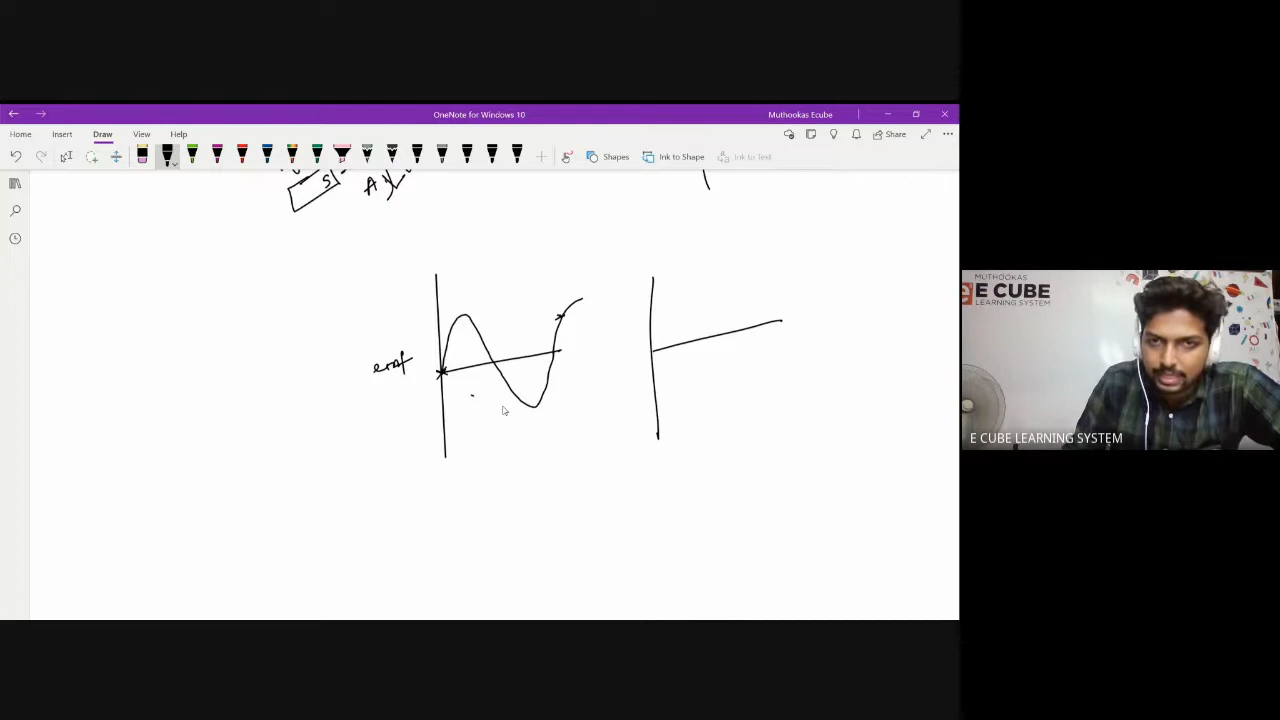 OneNote for Windows 10
Muthookas Ecube
Home Insert Draw View Help
Share
Shapes Ink to Shape Ink to Text
S A
emf
MUTHOOKAS
E CUBE
LEARNING SYSTEM
E CUBE LEARNING SYSTEM